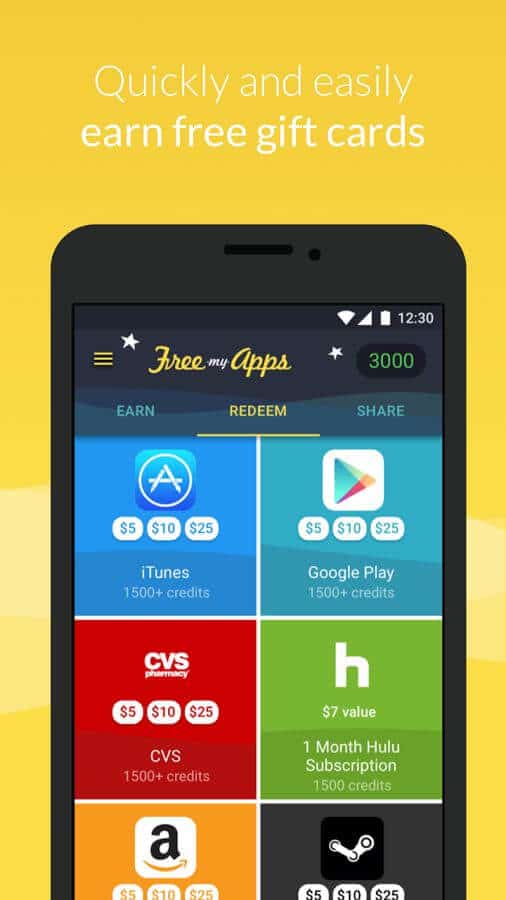 Quickly and easily
earn free gift cards
12:30
Free my Apps
3000
EARN REDEEM SHARE
$5 $10 $25
$5 $10 $25
iTunes
1500+ credits
Google Play
1500+ credits
CVS
pharmacy
$5 $10 $25
CVS
1500+ credits
h
$7 value
1 Month Hulu
Subscription
1500 credits
a
$5 $10 $25
$5 $10 $25